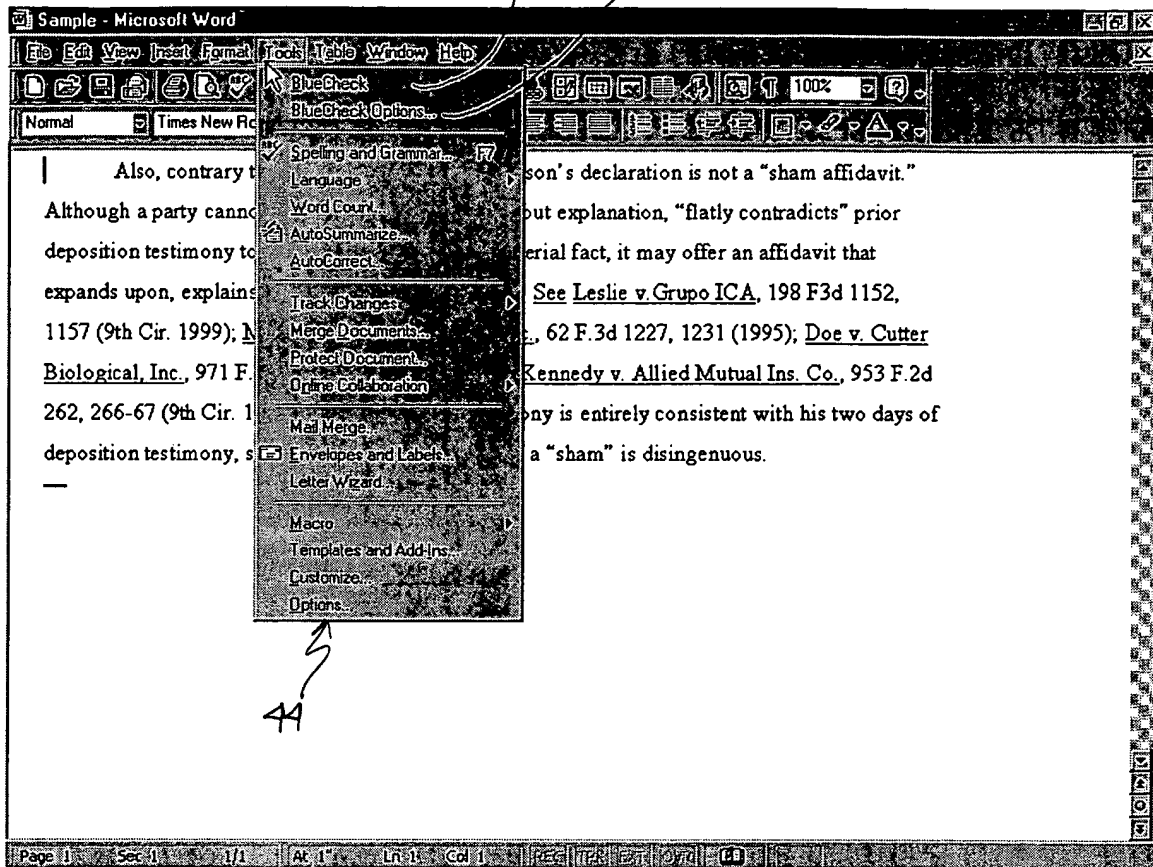 Sample - Microsoft Word
File Edit View Insert Format Tools Table Window Help
100%
Normal Times New Ro
BlueCheck
BlueCheck Options...
Spelling and Grammar... F7
Language
Word Count...
AutoSummarize...
AutoCorrect...
Track Changes
Merge Documents...
Protect Document...
Online Collaboration
Mail Merge...
Envelopes and Labels...
Letter Wizard...
Macro
Templates and Add-Ins...
Customize...
Options...
Also, contrary t son's declaration is not a “sham affidavit.”
Although a party canno out explanation, “flatly contradicts” prior
deposition testimony to erial fact, it may offer an affidavit that
expands upon, explains See Leslie v. Grupo ICA, 198 F3d 1152,
1157 (9th Cir. 1999); M ., 62 F.3d 1227, 1231 (1995); Doe v. Cutter
Biological, Inc., 971 F. Kennedy v. Allied Mutual Ins. Co., 953 F.2d
262, 266-67 (9th Cir. 1 ony is entirely consistent with his two days of
deposition testimony, s a “sham” is disingenuous.
44
Page 1 Sec 1 1/1 At 1" Ln 1 Col 1 REC TRK EXT OVR